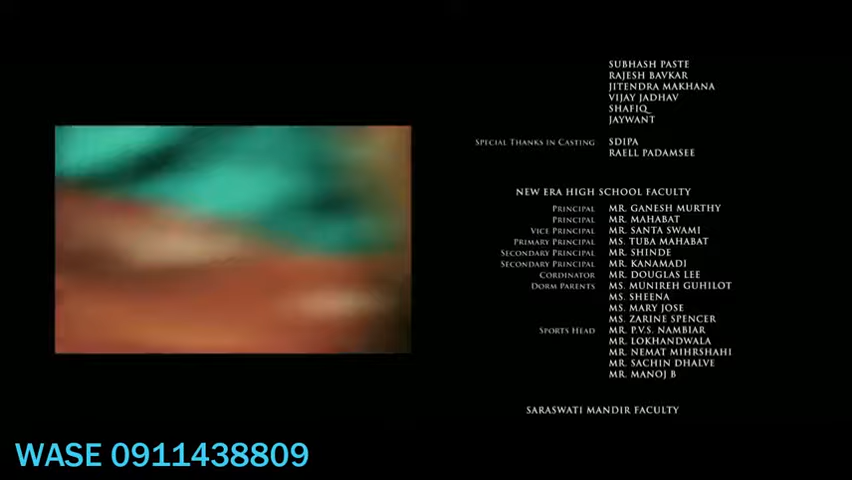 SUBHASH PASTE
RAJESH BAVKAR
JITENDRA MAKHANA
VIJAY JADHAV
SHAFIQ
JAYWANT
SPECIAL THANKS IN CASTING SDIPA
RAELL PADAMSEE
NEW ERA HIGH SCHOOL FACULTY
PRINCIPAL MR. GANESH MURTHY
PRINCIPAL MR. MAHABAT
VICE PRINCIPAL MR. SANTA SWAMI
PRIMARY PRINCIPAL MS. TUBA MAHABAT
SECONDARY PRINCIPAL MR. SHINDE
SECONDARY PRINCIPAL MR. KANAMADI
CORDINATOR MR. DOUGLAS LEE
DORM PARENTS MS. MUNIREH GUHILOT
MS. SHEENA
MS. MARY JOSE
MS. ZARINE SPENCER
SPORTS HEAD MR. P.V.S. NAMBIAR
MR. LOKHANDWALA
MR. NEMAT MIHRSHAHI
MR. SACHIN DHALVE
MR. MANOJ B
SARASWATI MANDIR FACULTY
WASE 0911438809